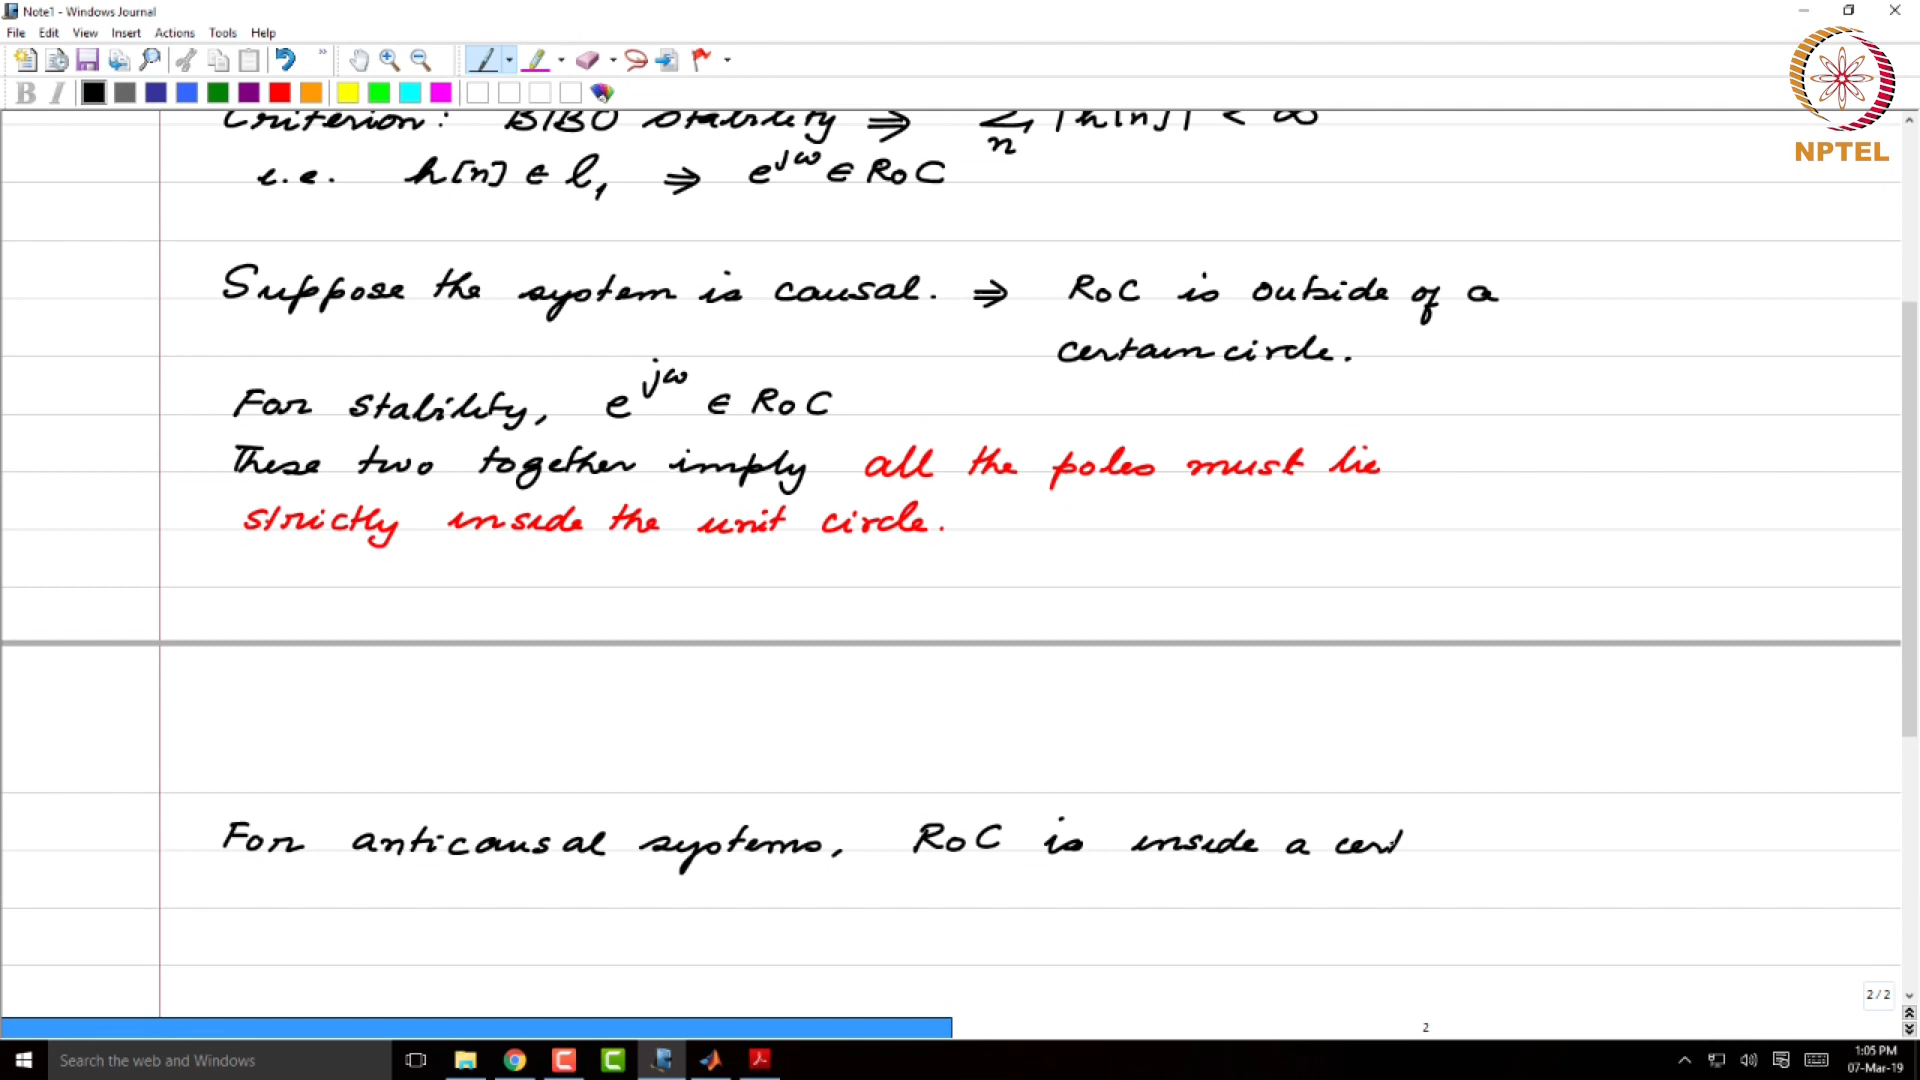 Note1 - Windows Journal
File Edit View Insert Actions Tools Help
B I
NPTEL
Criterion: BIBO stability ⇒ Σ_n |h[n]| < ∞
i.e. h[n] ∈ l_1 ⇒ e^{jω} ∈ RoC
Suppose the system is causal. ⇒ RoC is outside of a
certain circle.
For stability, e^{jω} ∈ RoC
These two together imply all the poles must lie
strictly inside the unit circle.
For anticausal systems, RoC is inside a cert
2 / 2
2
Search the web and Windows
1:05 PM
07-Mar-19